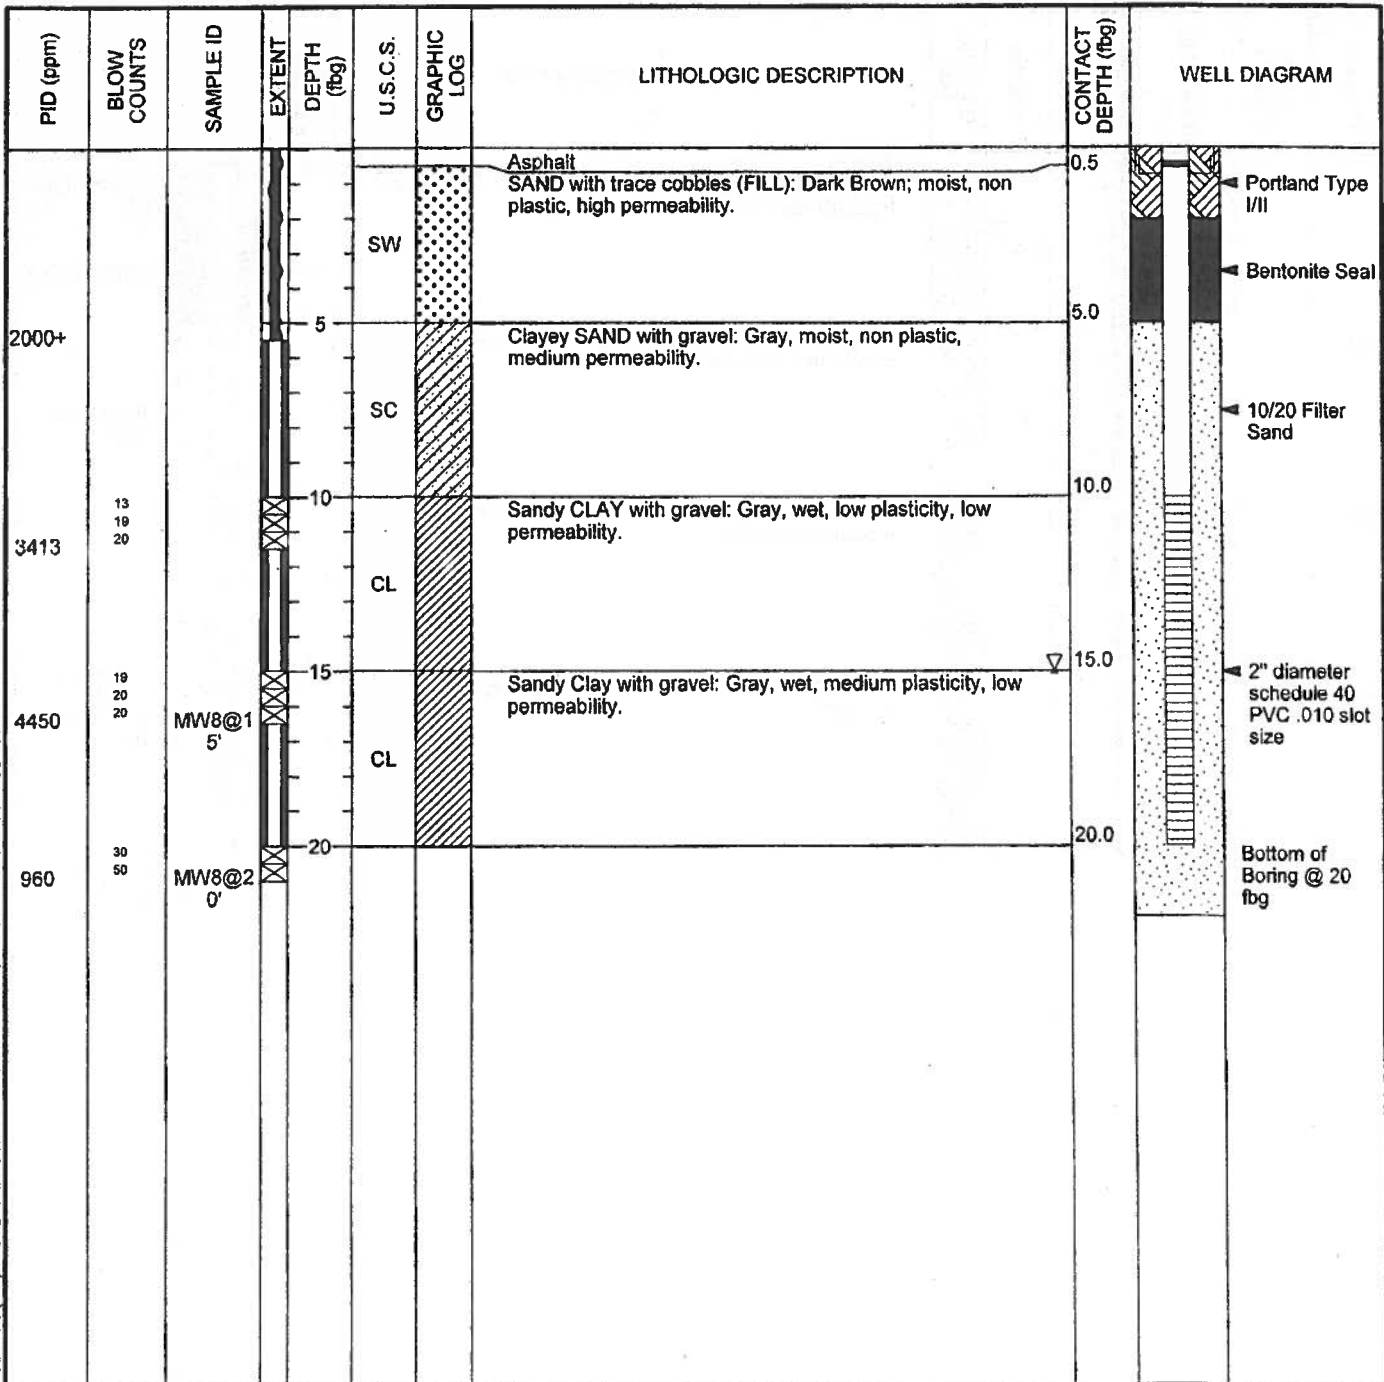 PID (ppm)
BLOW
COUNTS
SAMPLE ID
EXTENT
DEPTH
(fbg)
U.S.C.S.
GRAPHIC
LOG
LITHOLOGIC DESCRIPTION
CONTACT
DEPTH (fbg)
WELL DIAGRAM
Asphalt
0.5
SAND with trace cobbles (FILL): Dark Brown; moist, non
plastic, high permeability.
Portland Type
I/II
SW
Bentonite Seal
5
5.0
2000+
Clayey SAND with gravel: Gray, moist, non plastic,
medium permeability.
SC
10/20 Filter
Sand
10
10.0
13
19
20
3413
Sandy CLAY with gravel: Gray, wet, low plasticity, low
permeability.
CL
15
15.0
19
20
20
4450
MW8@1
5'
Sandy Clay with gravel: Gray, wet, medium plasticity, low
permeability.
2" diameter
schedule 40
PVC .010 slot
size
CL
20
20.0
30
50
960
MW8@2
0'
Bottom of
Boring @ 20
fbg